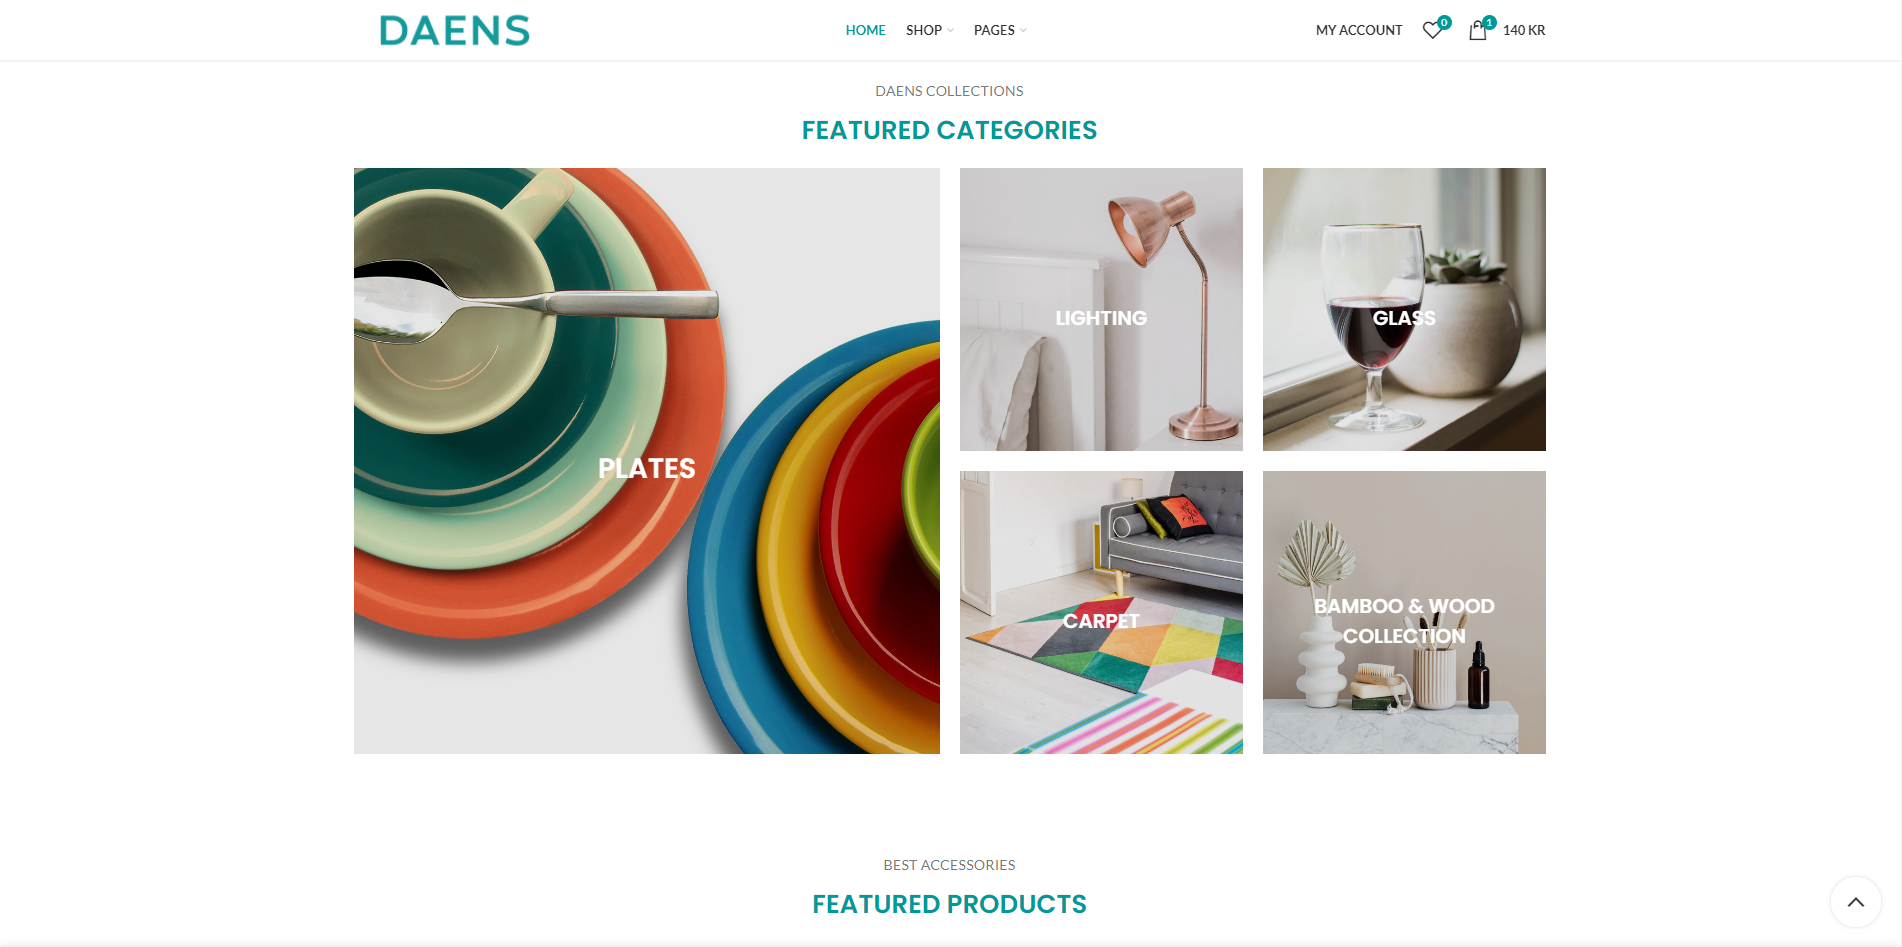 DAENS
HOME SHOP PAGES
MY ACCOUNT 0 1 140 KR
DAENS COLLECTIONS
FEATURED CATEGORIES
PLATES
LIGHTING
GLASS
CARPET
BAMBOO & WOOD
COLLECTION
BEST ACCESSORIES
FEATURED PRODUCTS